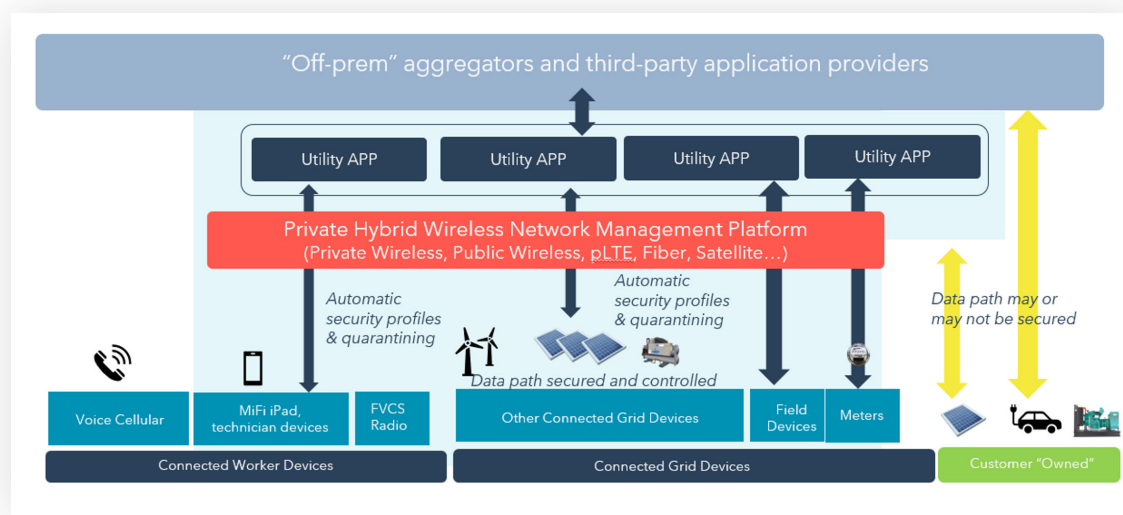 “Off-prem” aggregators and third-party application providers
Utility APP
Utility APP
Utility APP
Utility APP
Private Hybrid Wireless Network Management Platform
(Private Wireless, Public Wireless, pLTE, Fiber, Satellite…)
Automatic
security profiles
& quarantining
Automatic
security profiles
& quarantining
Data path may or
may not be secured
Data path secured and controlled
Voice Cellular
MiFi iPad,
technician devices
FVCS
Radio
Other Connected Grid Devices
Field
Devices
Meters
Connected Worker Devices
Connected Grid Devices
Customer “Owned”